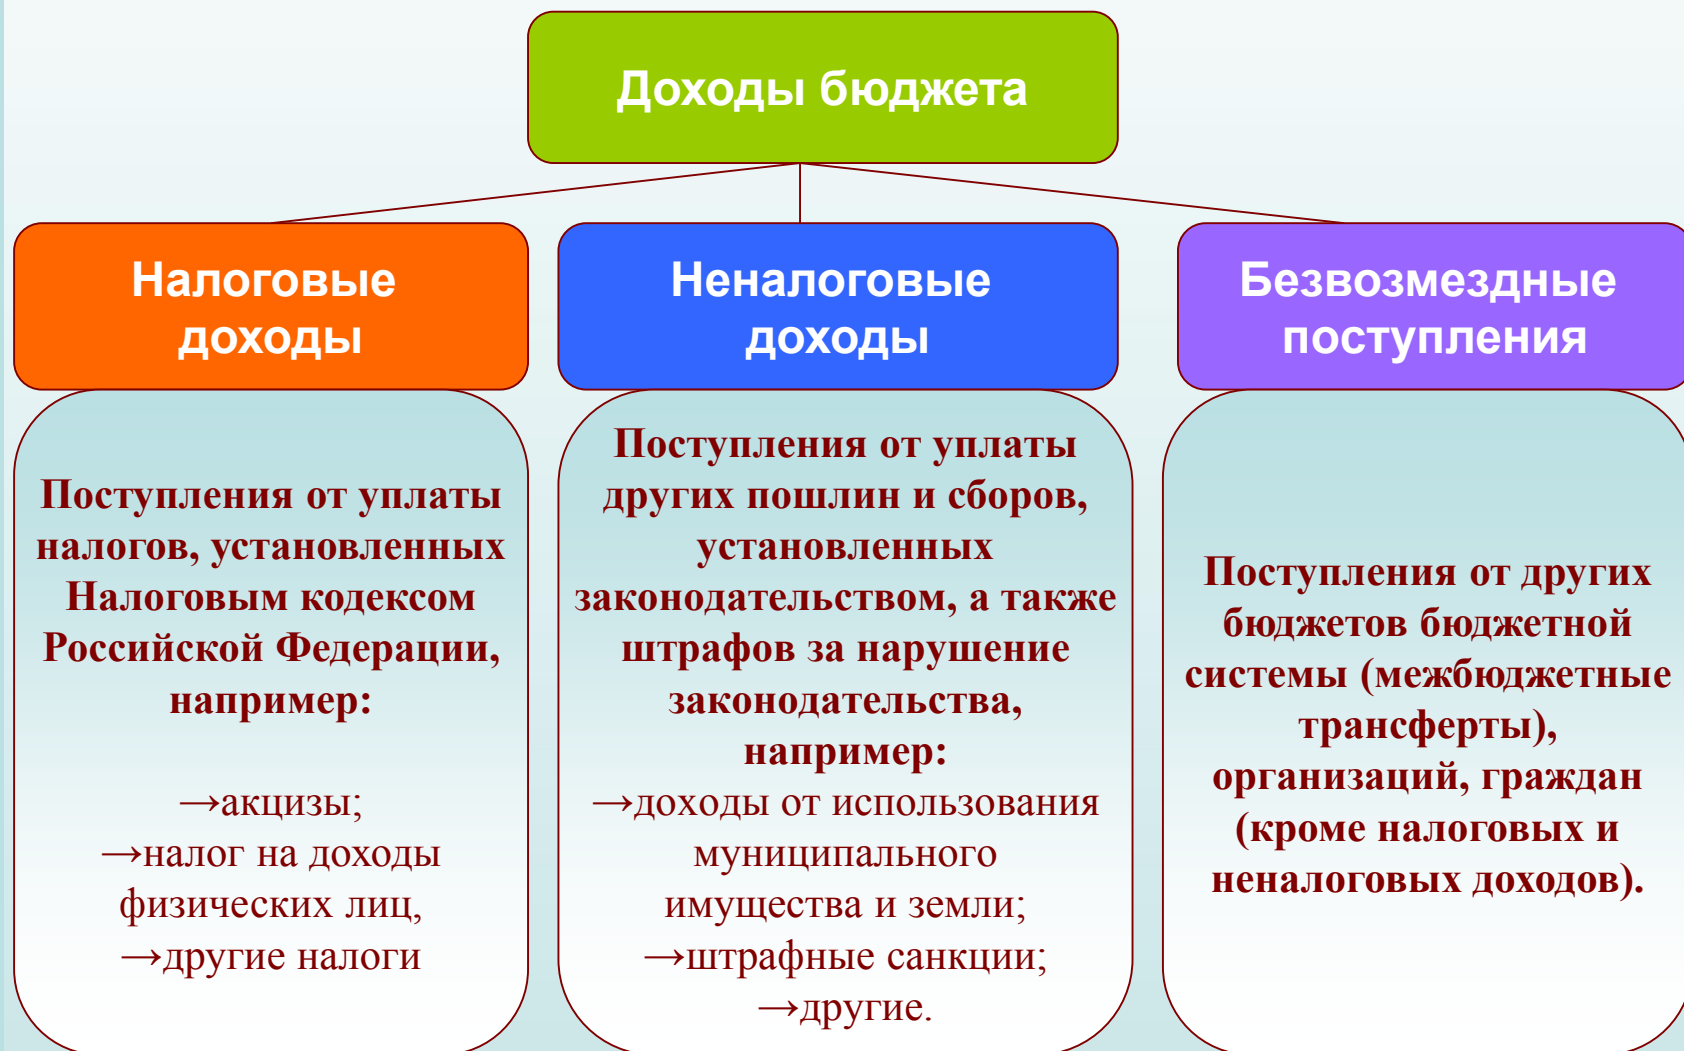 Доходы бюджета
Налоговые
доходы
Поступления от уплаты
налогов, установленных
Налоговым кодексом
Российской Федерации,
например:
→акцизы;
→налог на доходы
физических лиц,
→другие налоги
Неналоговые
доходы
Поступления от уплаты
других пошлин и сборов,
установленных
законодательством, а также
штрафов за нарушение
законодательства,
например:
→доходы от использования
муниципального
имущества и земли;
→штрафные санкции;
→другие.
Безвозмездные
поступления
Поступления от других
бюджетов бюджетной
системы (межбюджетные
трансферты),
организаций, граждан
(кроме налоговых и
неналоговых доходов).